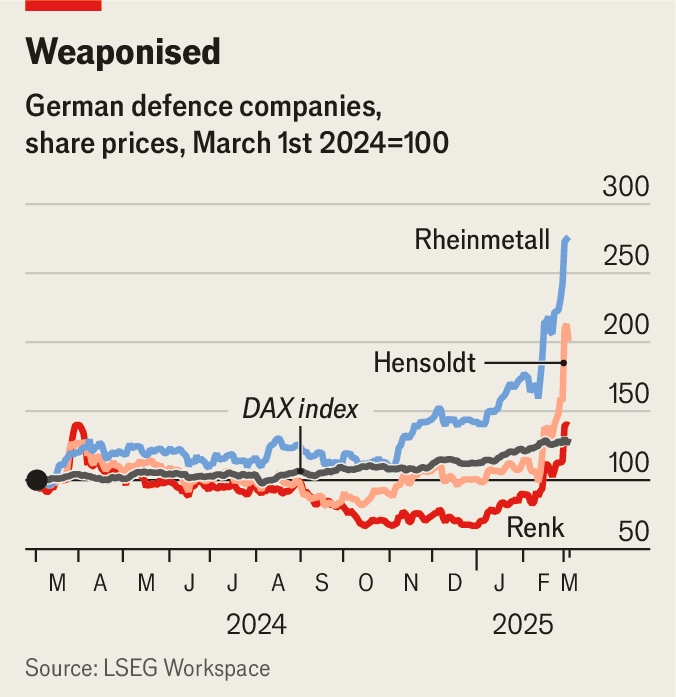 Weaponised
German defence companies,
share prices, March 1st 2024=100
300
Rheinmetall
250
200
Hensoldt
150
DAX index
100
Renk
50
M A M J J A S O N D J F M
2024 2025
Source: LSEG Workspace